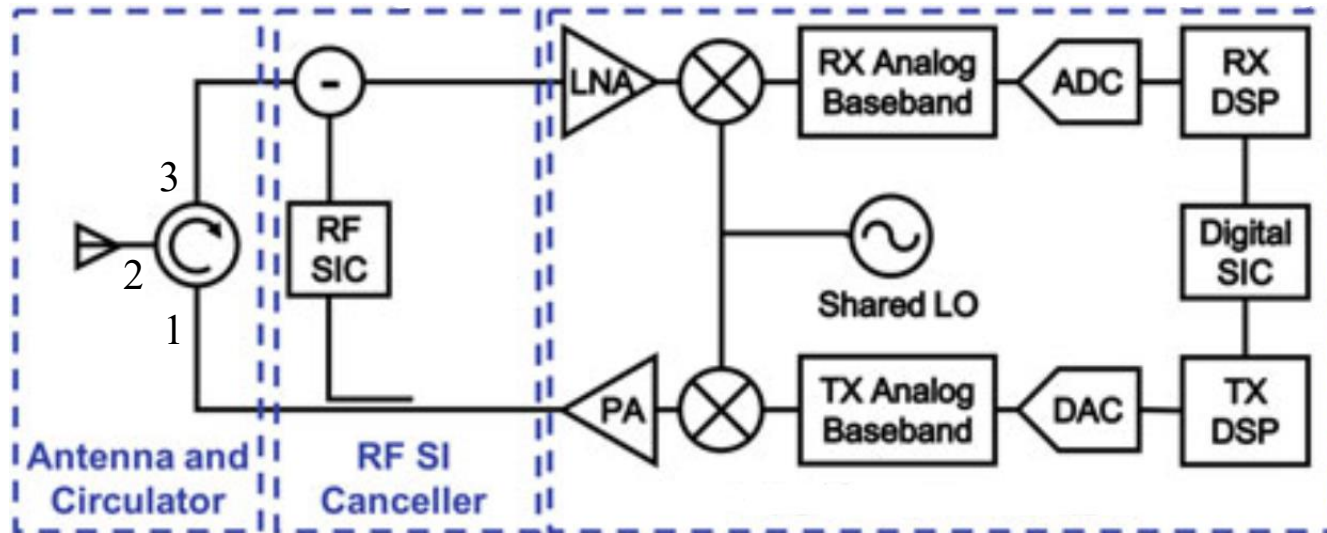 LNA
RX Analog
Baseband
ADC
RX
DSP
-
3
2
1
RF
SIC
Shared LO
Digital
SIC
PA
TX Analog
Baseband
DAC
TX
DSP
Antenna and
Circulator
RF SI
Canceller